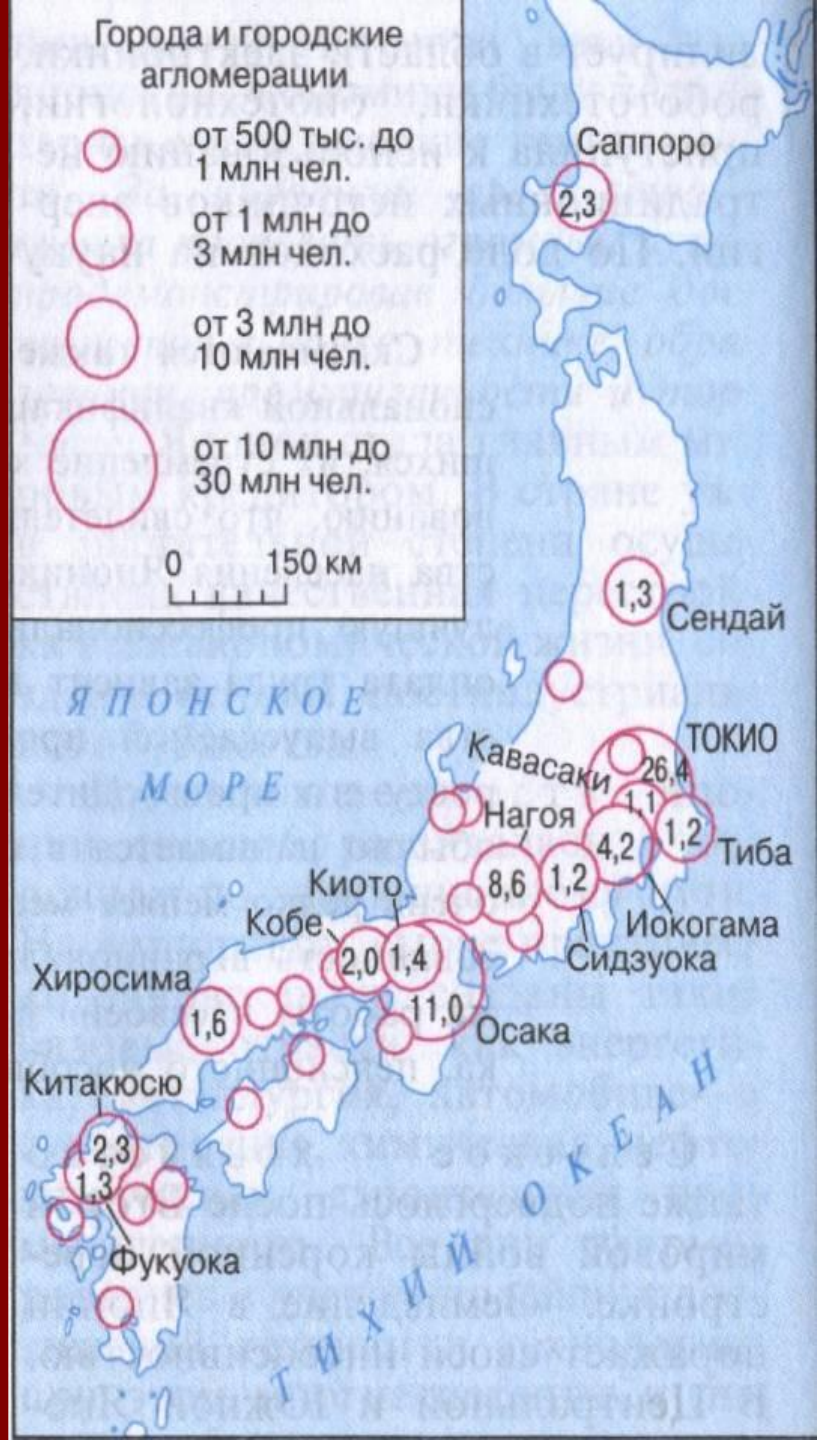 Города и городские
агломерации
от 500 тыс. до
1 млн чел.
от 1 млн до
3 млн чел.
от 3 млн до
10 млн чел.
от 10 млн до
30 млн чел.
0 150 км
Саппоро
2,3
1,3
Сендай
ЯПОНСКОЕ
МОРЕ
ТОКИО
26,4
Кавасаки
1,1
Нагоя
4,2
1,2
Тиба
8,6
1,2
Киото
Иокогама
Кобе
Сидзуока
2,0
1,4
Хиросима
1,6
11,0
Осака
Китакюсю
2,3
1,3
Фукуока
ТИХИЙ ОКЕАН